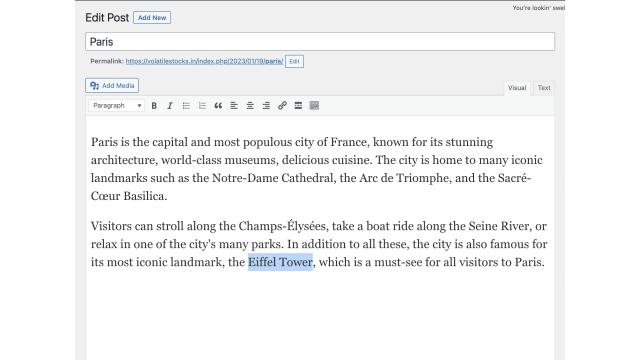 You're lookin' swel
Edit Post Add New
Paris
Permalink: https://volatilestocks.in/index.php/2023/01/19/paris/ Edit
Add Media
Visual Text
Paragraph B I
Paris is the capital and most populous city of France, known for its stunning
architecture, world-class museums, delicious cuisine. The city is home to many iconic
landmarks such as the Notre-Dame Cathedral, the Arc de Triomphe, and the Sacré-
Cœur Basilica.
Visitors can stroll along the Champs-Élysées, take a boat ride along the Seine River, or
relax in one of the city's many parks. In addition to all these, the city is also famous for
its most iconic landmark, the Eiffel Tower, which is a must-see for all visitors to Paris.